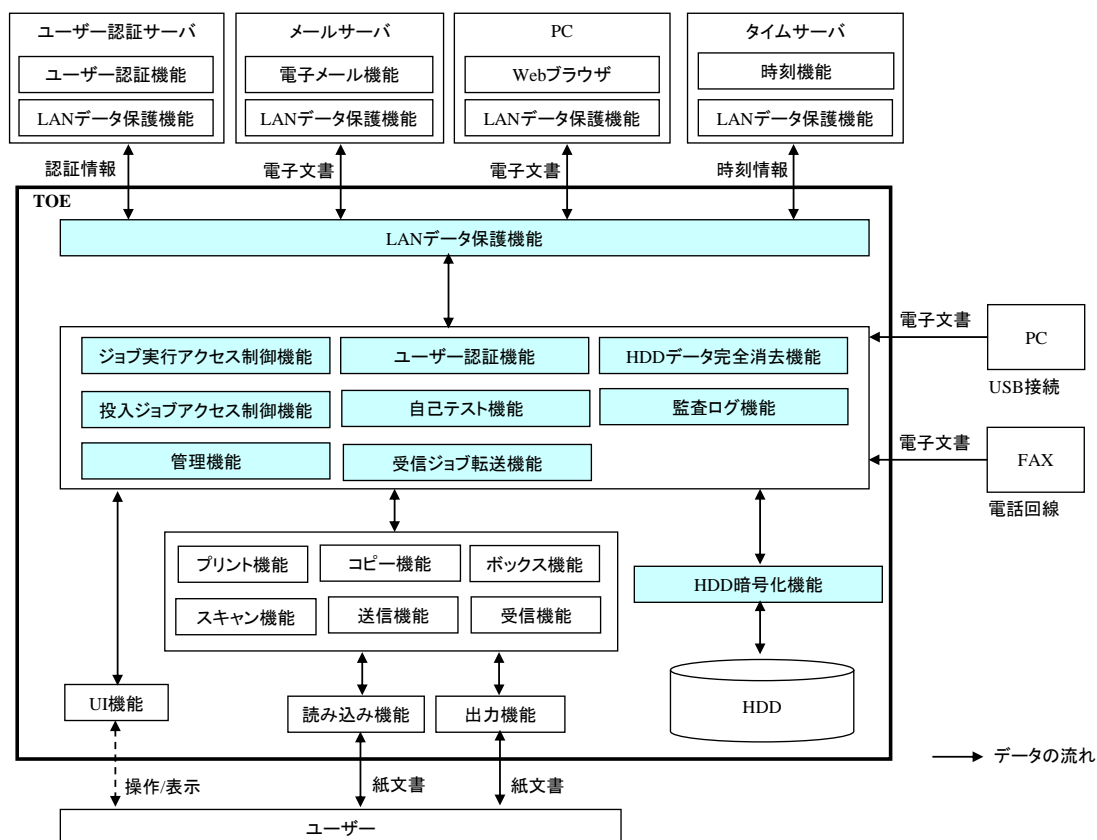 ユーザー認証サーバ
ユーザー認証機能
LANデータ保護機能
メールサーバ
電子メール機能
LANデータ保護機能
PC
Webブラウザ
LANデータ保護機能
タイムサーバ
時刻機能
LANデータ保護機能
認証情報
電子文書
電子文書
時刻情報
TOE
LANデータ保護機能
ジョブ実行アクセス制御機能
ユーザー認証機能
HDDデータ完全消去機能
投入ジョブアクセス制御機能
自己テスト機能
監査ログ機能
管理機能
受信ジョブ転送機能
電子文書
PC
USB接続
電子文書
FAX
電話回線
プリント機能
コピー機能
ボックス機能
スキャン機能
送信機能
受信機能
HDD暗号化機能
HDD
UI機能
読み込み機能
出力機能
データの流れ
操作/表示
紙文書
紙文書
ユーザー